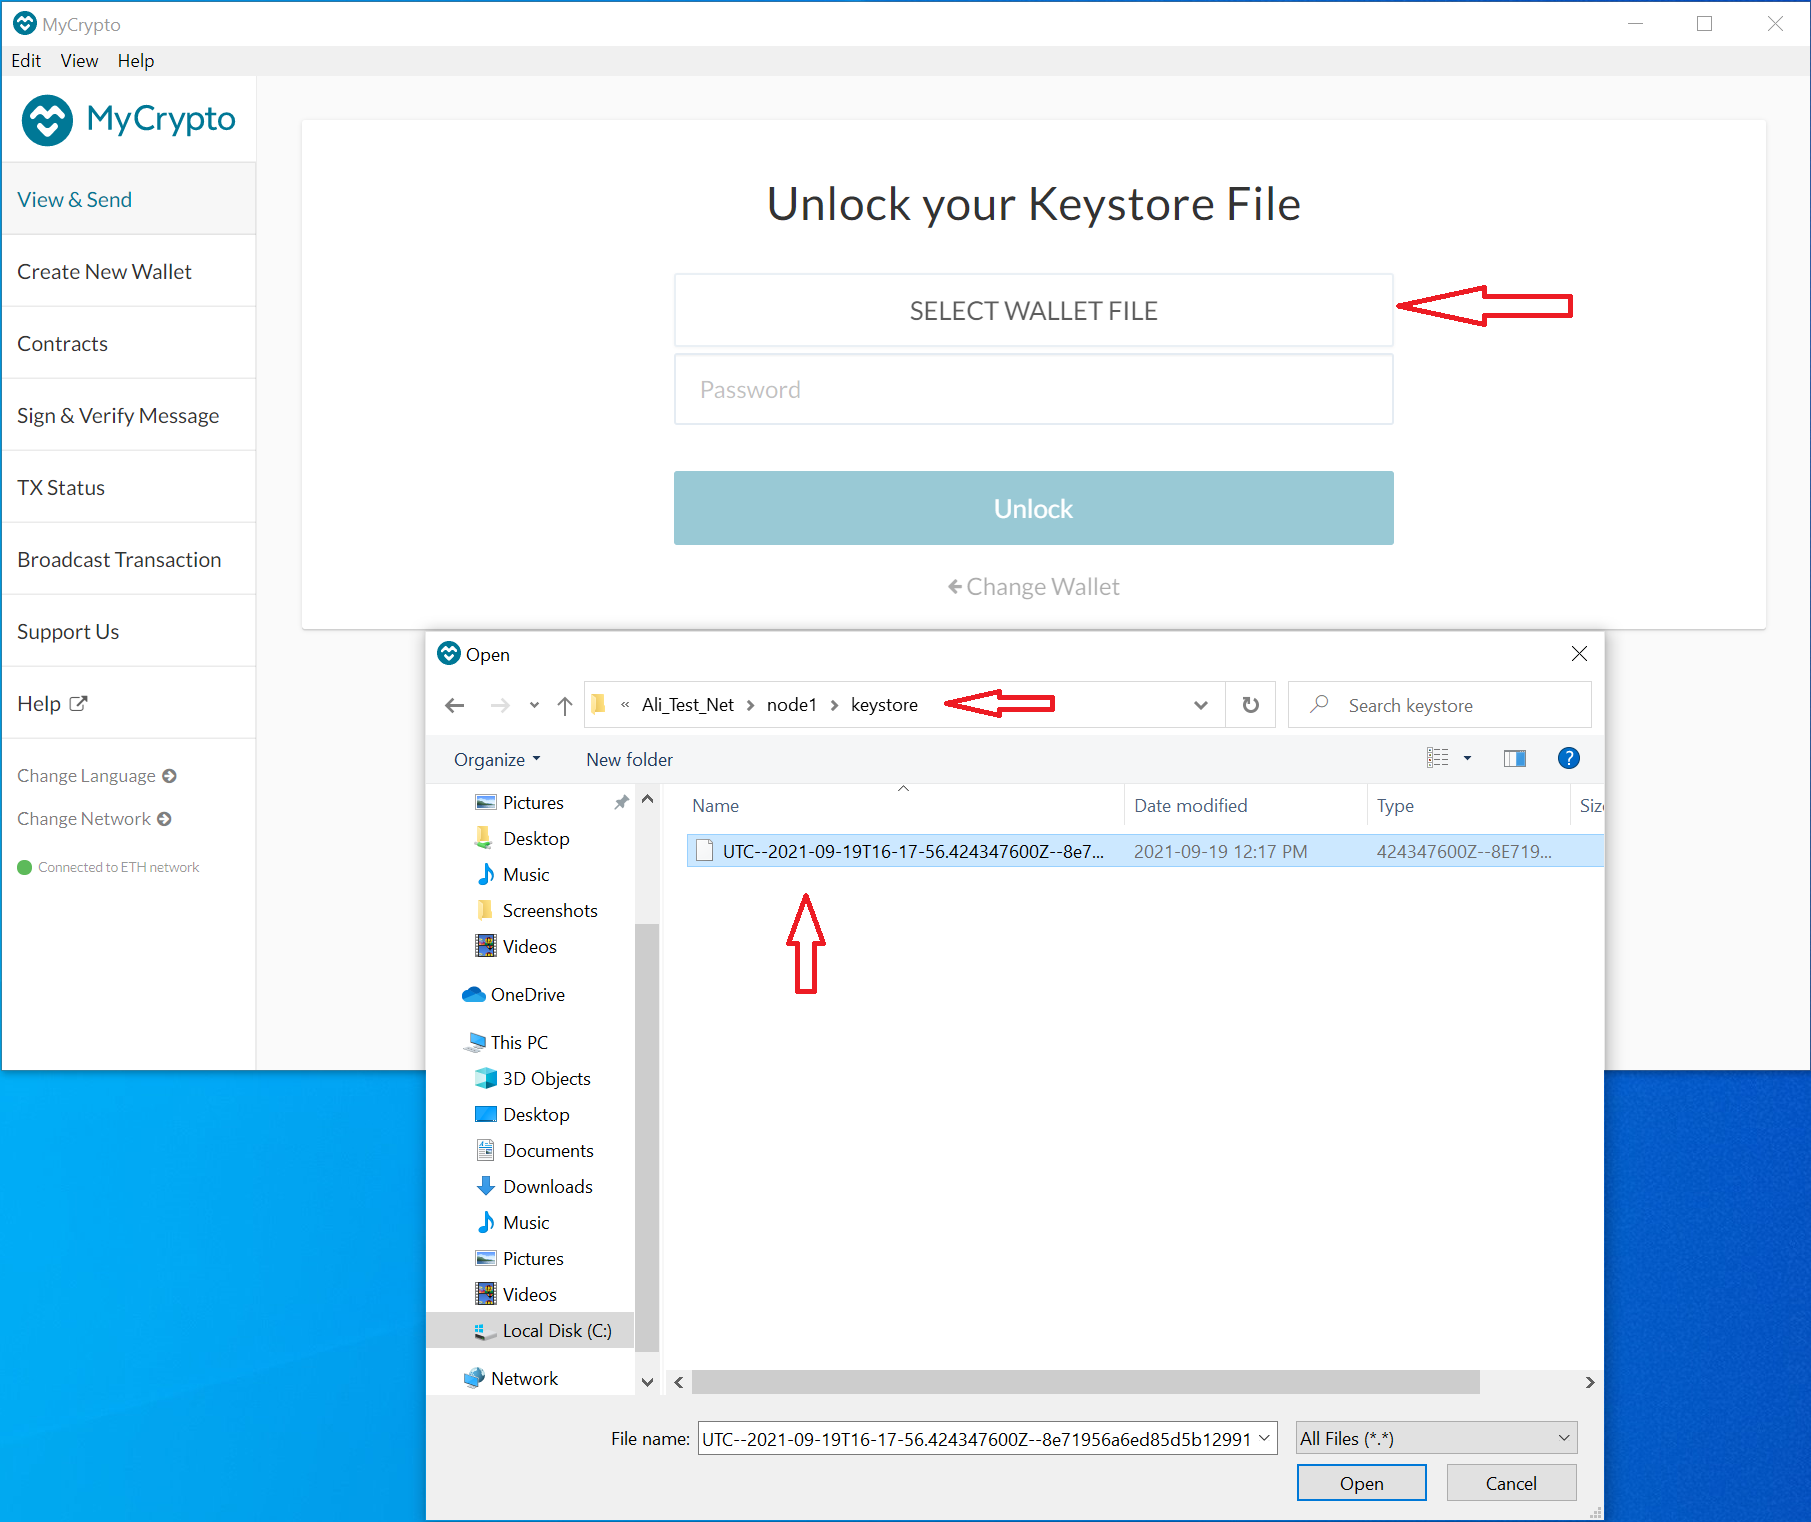 MyCrypto
Edit View Help
MyCrypto
View & Send
Create New Wallet
Contracts
Sign & Verify Message
TX Status
Broadcast Transaction
Support Us
Help
Change Language
Change Network
Connected to ETH network
Unlock your Keystore File
SELECT WALLET FILE
Password
Unlock
Change Wallet
Open
« Ali_Test_Net > node1 > keystore
Search keystore
Organize
New folder
Pictures
Desktop
Music
Screenshots
Videos
OneDrive
This PC
3D Objects
Desktop
Documents
Downloads
Music
Pictures
Videos
Local Disk (C:)
Network
Name Date modified Type Siz
UTC--2021-09-19T16-17-56.424347600Z--8e7... 2021-09-19 12:17 PM 424347600Z--8E719...
File name: UTC--2021-09-19T16-17-56.424347600Z--8e71956a6ed85d5b12991
All Files (*.*)
Open Cancel